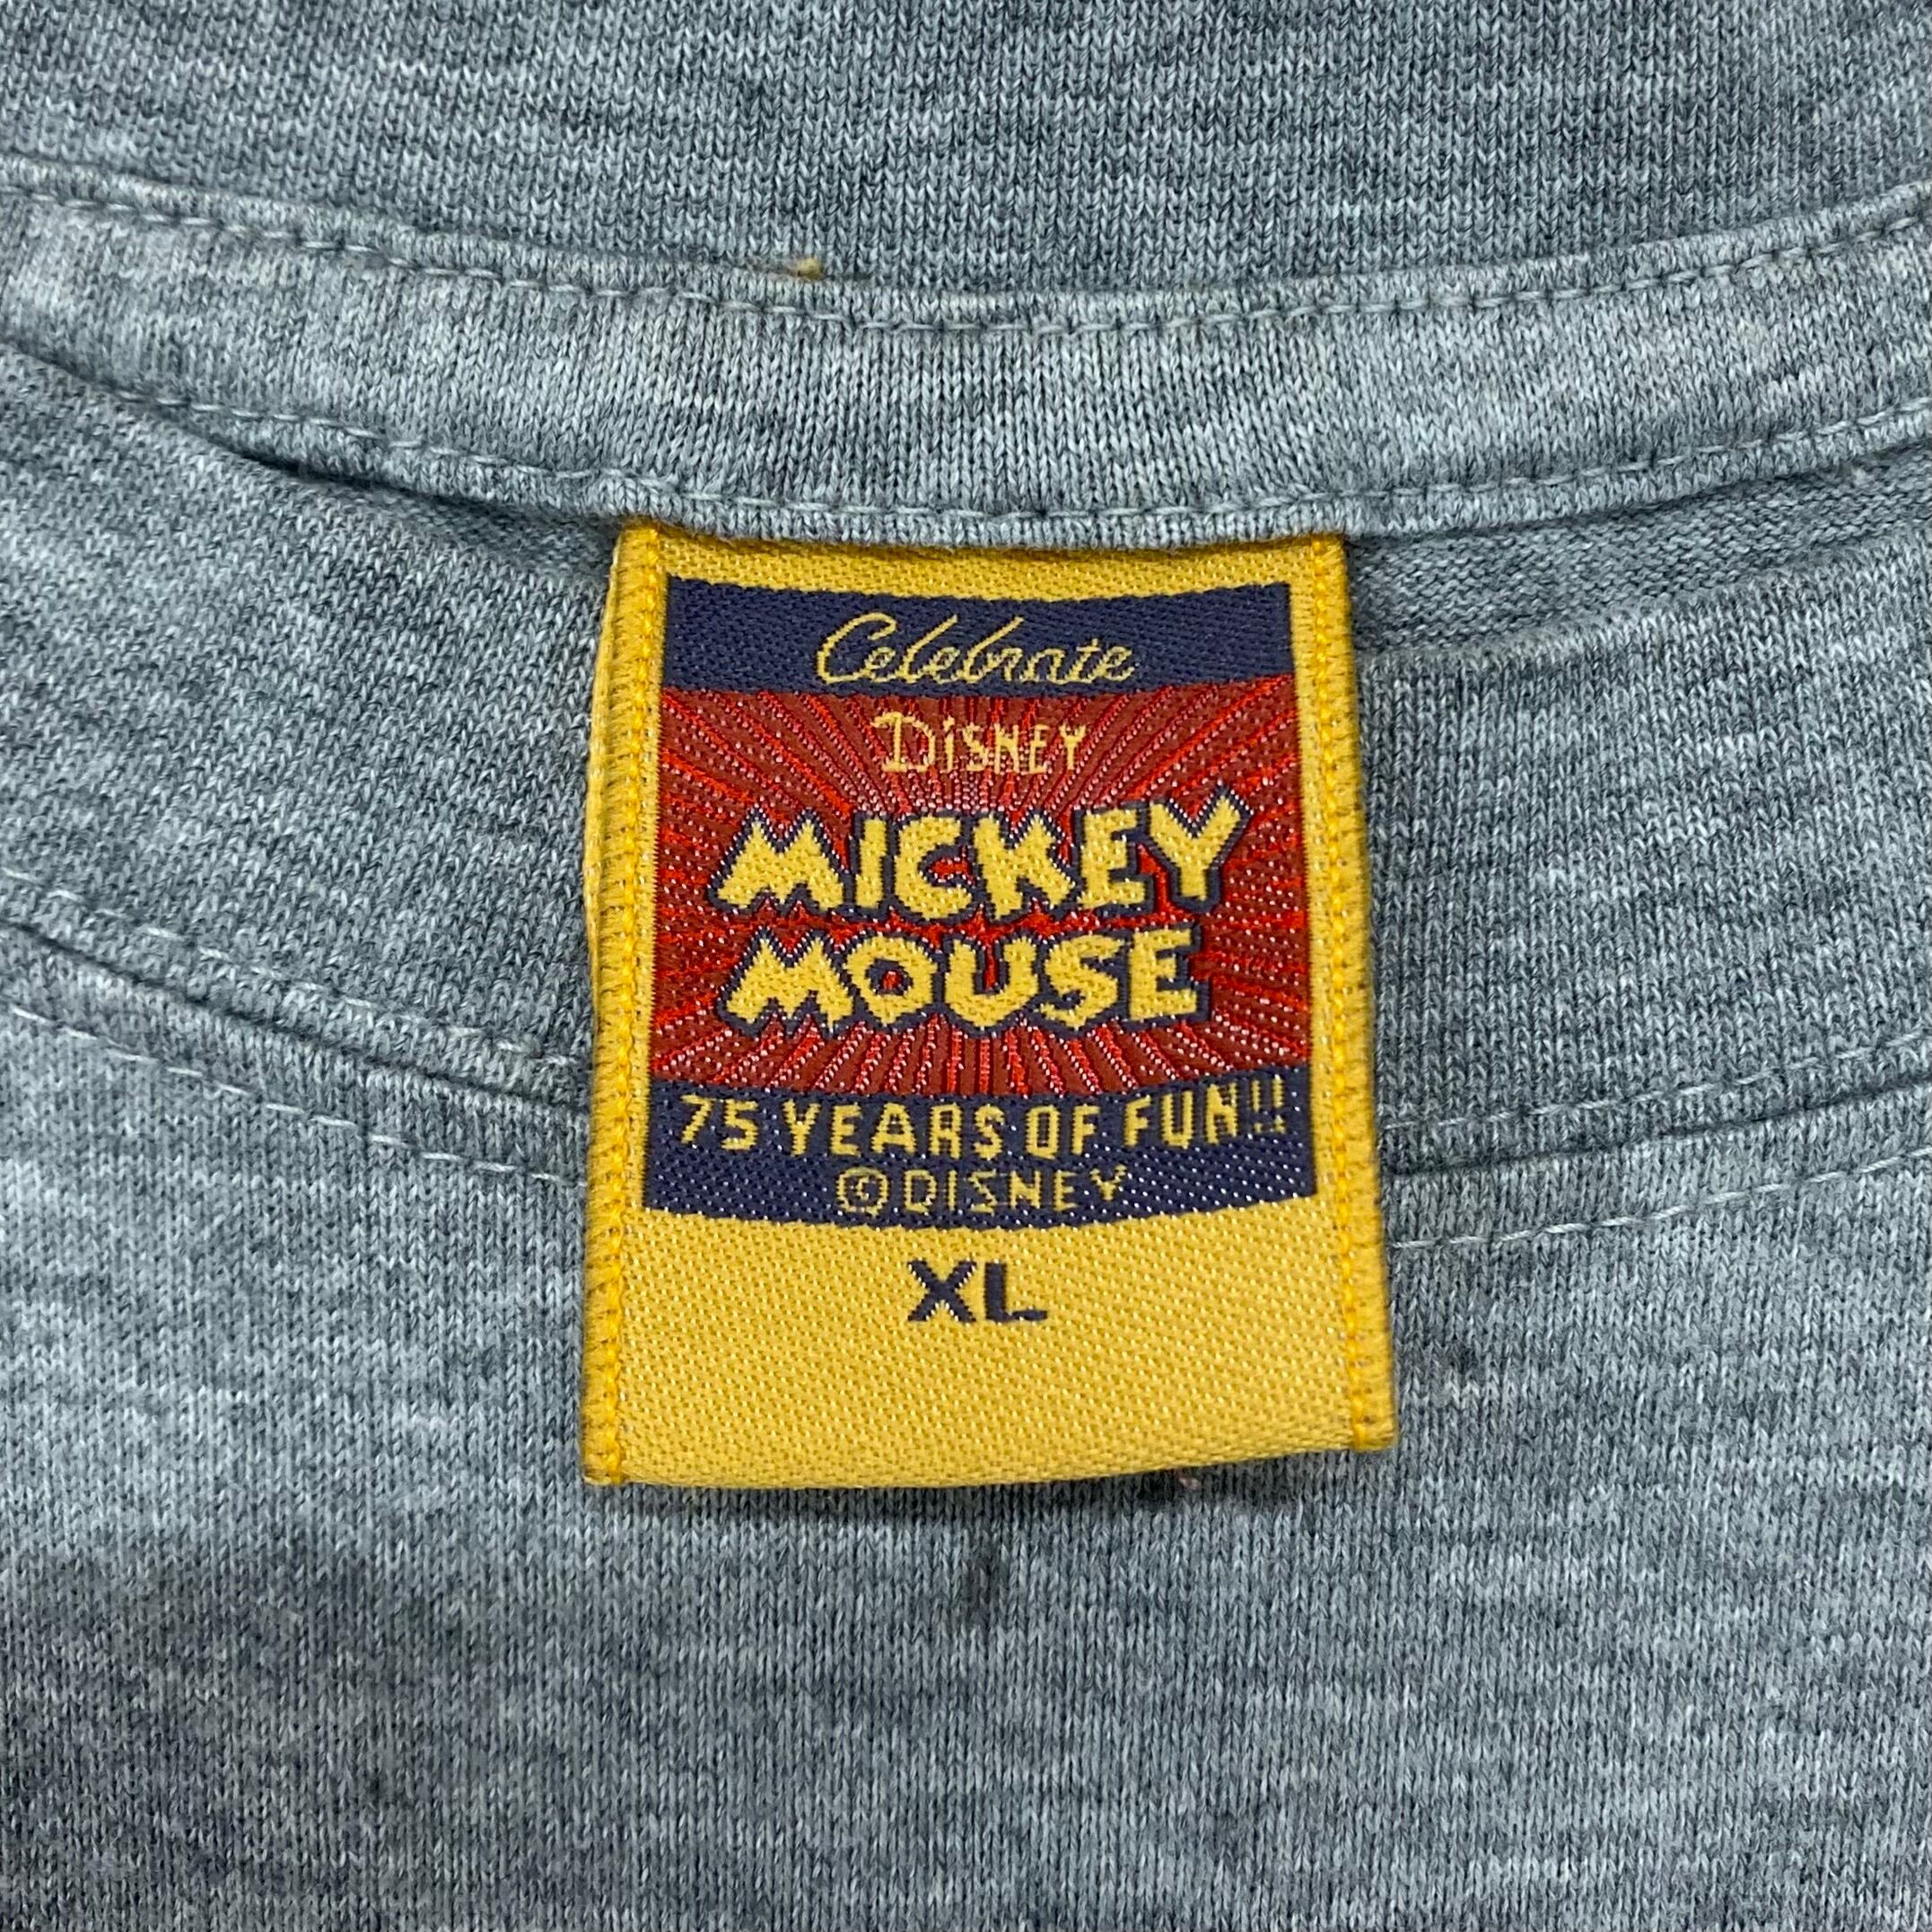 Celebrate
DiSNEY
MICKEY
MOUSE
75 YEARS OF FUN!!
©DISNEY
XL